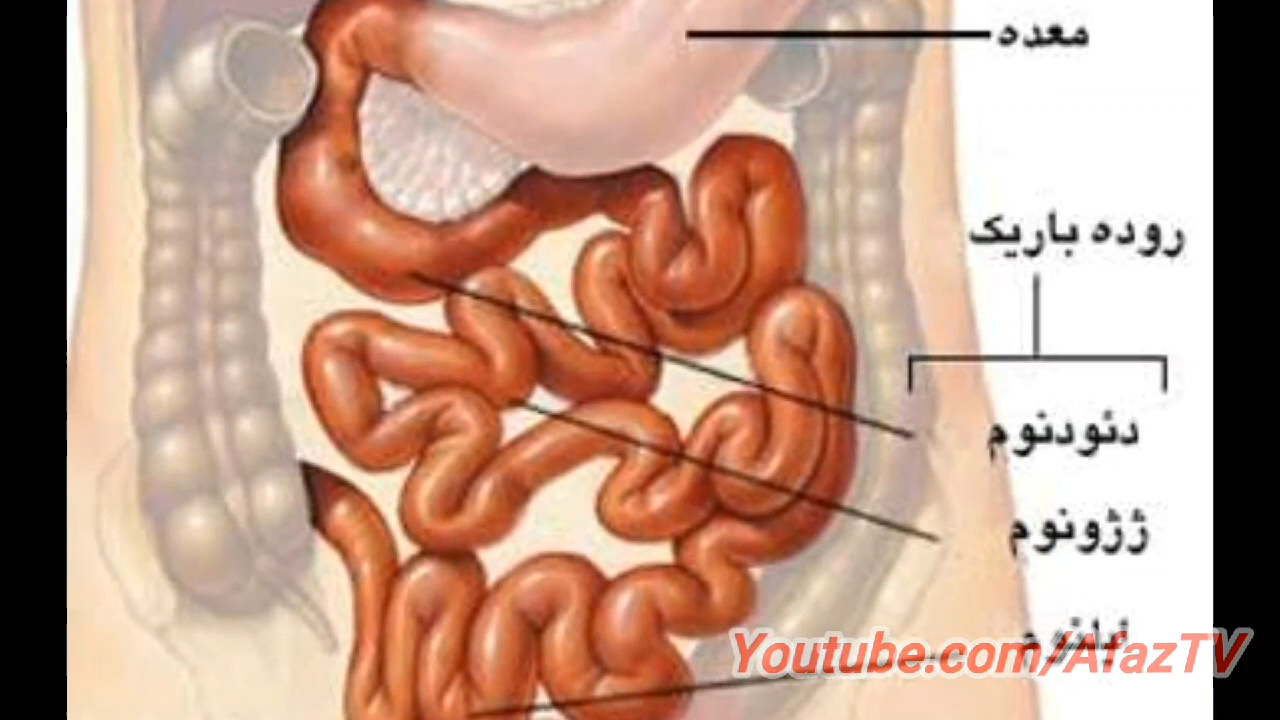 معده
روده باریک
دئودنوم
ژژونوم
Youtube.com/AfazTV